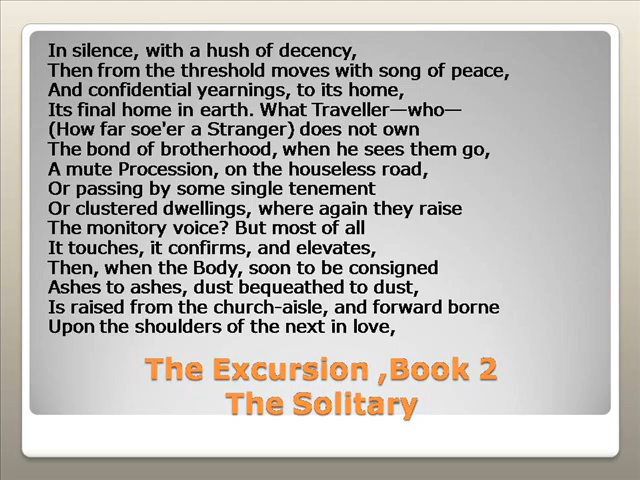 In silence, with a hush of decency,
Then from the threshold moves with song of peace,
And confidential yearnings, to its home,
Its final home in earth. What Traveller—who—
(How far soe'er a Stranger) does not own
The bond of brotherhood, when he sees them go,
A mute Procession, on the houseless road,
Or passing by some single tenement
Or clustered dwellings, where again they raise
The monitory voice? But most of all
It touches, it confirms, and elevates,
Then, when the Body, soon to be consigned
Ashes to ashes, dust bequeathed to dust,
Is raised from the church-aisle, and forward borne
Upon the shoulders of the next in love,
The Excursion ,Book 2
The Solitary